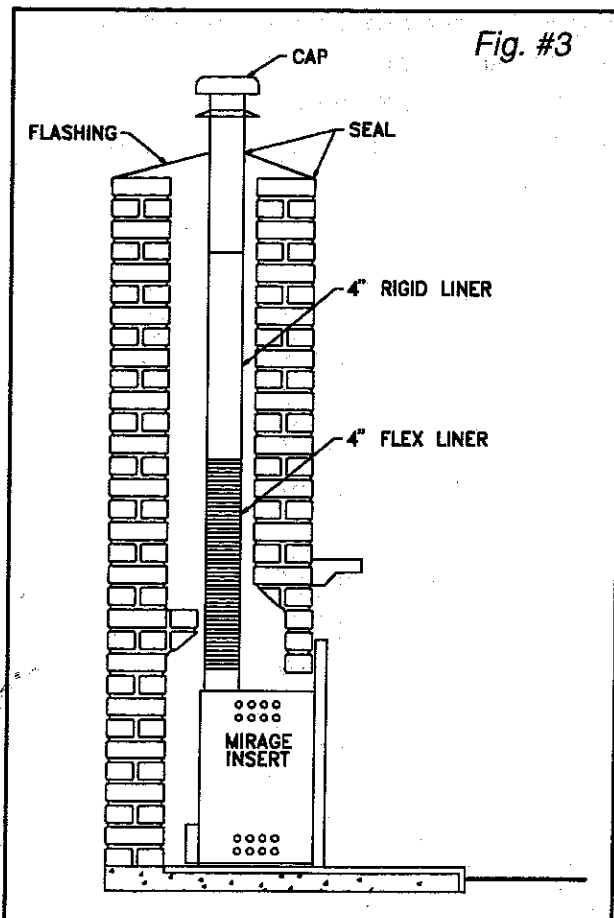 Fig. #3
CAP
FLASHING
SEAL
4" RIGID LINER
4" FLEX LINER
MIRAGE
INSERT